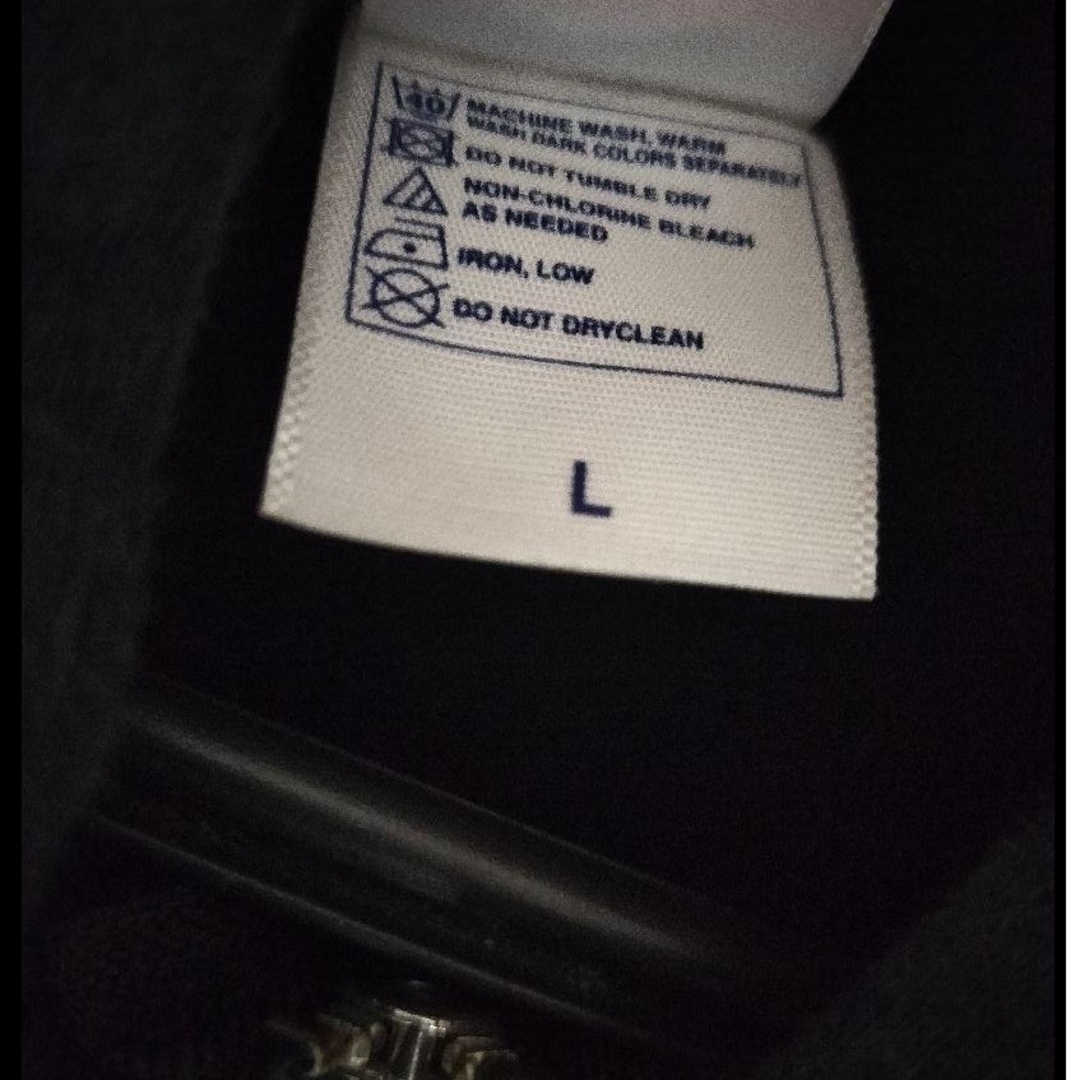 40 MACHINE WASH, WARM
WASH DARK COLORS SEPARATELY
DO NOT TUMBLE DRY
NON-CHLORINE BLEACH
AS NEEDED
IRON, LOW
DO NOT DRYCLEAN
L